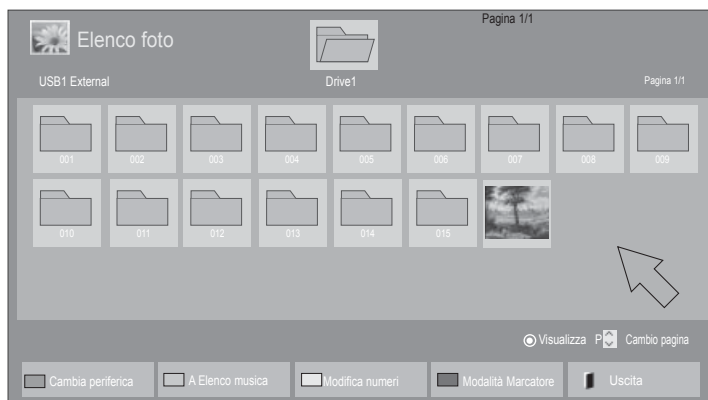 Pagina 1/1
Elenco foto
USB1 External
Drive1
Pagina 1/1
001 002 003 004 005 006 007 008 009
010 011 012 013 014 015
Visualizza P Cambio pagina
Cambia periferica A Elenco musica Modifica numeri Modalità Marcatore Uscita